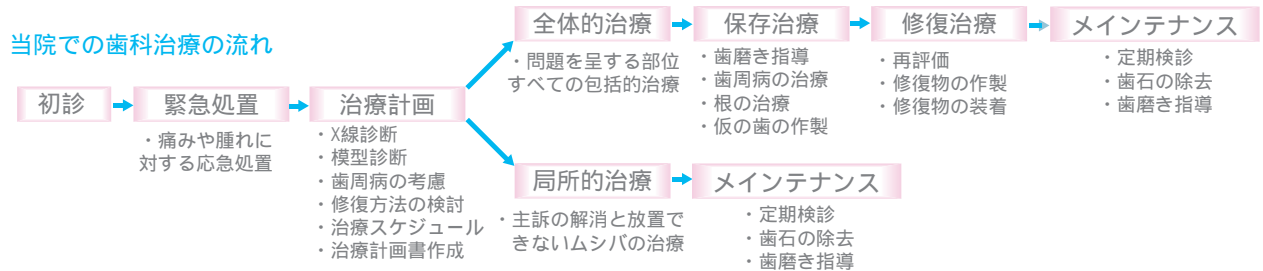 当院での歯科治療の流れ
初診
緊急処置
・痛みや腫れに
対する応急処置
治療計画
・X線診断
・模型診断
・歯周病の考慮
・修復方法の検討
・治療スケジュール
・治療計画書作成
全体的治療
・問題を呈する部位
すべての包括的治療
保存治療
・歯磨き指導
・歯周病の治療
・根の治療
・仮の歯の作製
修復治療
・再評価
・修復物の作製
・修復物の装着
メインテナンス
・定期検診
・歯石の除去
・歯磨き指導
局所的治療
・主訴の解消と放置で
きないムシバの治療
メインテナンス
・定期検診
・歯石の除去
・歯磨き指導